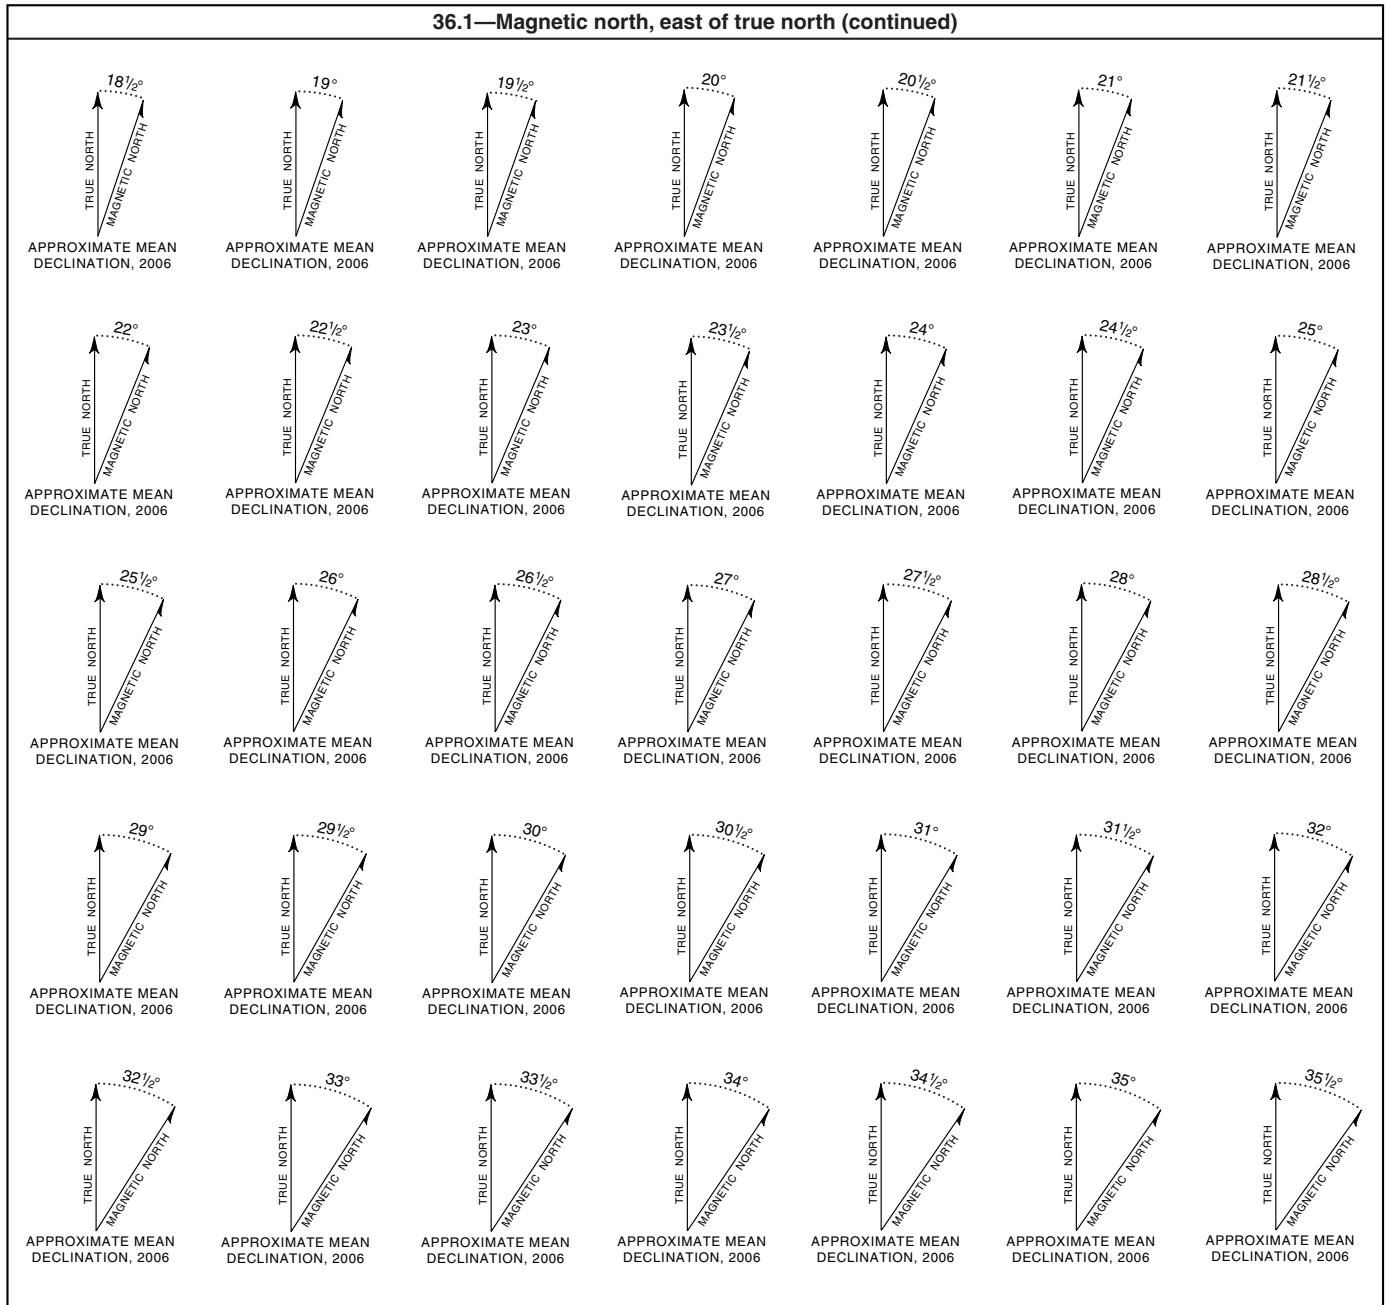 36.1—Magnetic north, east of true north (continued)
18½°
TRUE NORTH
MAGNETIC NORTH
APPROXIMATE MEAN
DECLINATION, 2006
19°
TRUE NORTH
MAGNETIC NORTH
APPROXIMATE MEAN
DECLINATION, 2006
19½°
TRUE NORTH
MAGNETIC NORTH
APPROXIMATE MEAN
DECLINATION, 2006
20°
TRUE NORTH
MAGNETIC NORTH
APPROXIMATE MEAN
DECLINATION, 2006
20½°
TRUE NORTH
MAGNETIC NORTH
APPROXIMATE MEAN
DECLINATION, 2006
21°
TRUE NORTH
MAGNETIC NORTH
APPROXIMATE MEAN
DECLINATION, 2006
21½°
TRUE NORTH
MAGNETIC NORTH
APPROXIMATE MEAN
DECLINATION, 2006
22°
TRUE NORTH
MAGNETIC NORTH
APPROXIMATE MEAN
DECLINATION, 2006
22½°
TRUE NORTH
MAGNETIC NORTH
APPROXIMATE MEAN
DECLINATION, 2006
23°
TRUE NORTH
MAGNETIC NORTH
APPROXIMATE MEAN
DECLINATION, 2006
23½°
TRUE NORTH
MAGNETIC NORTH
APPROXIMATE MEAN
DECLINATION, 2006
24°
TRUE NORTH
MAGNETIC NORTH
APPROXIMATE MEAN
DECLINATION, 2006
24½°
TRUE NORTH
MAGNETIC NORTH
APPROXIMATE MEAN
DECLINATION, 2006
25°
TRUE NORTH
MAGNETIC NORTH
APPROXIMATE MEAN
DECLINATION, 2006
25½°
TRUE NORTH
MAGNETIC NORTH
APPROXIMATE MEAN
DECLINATION, 2006
26°
TRUE NORTH
MAGNETIC NORTH
APPROXIMATE MEAN
DECLINATION, 2006
26½°
TRUE NORTH
MAGNETIC NORTH
APPROXIMATE MEAN
DECLINATION, 2006
27°
TRUE NORTH
MAGNETIC NORTH
APPROXIMATE MEAN
DECLINATION, 2006
27½°
TRUE NORTH
MAGNETIC NORTH
APPROXIMATE MEAN
DECLINATION, 2006
28°
TRUE NORTH
MAGNETIC NORTH
APPROXIMATE MEAN
DECLINATION, 2006
28½°
TRUE NORTH
MAGNETIC NORTH
APPROXIMATE MEAN
DECLINATION, 2006
29°
TRUE NORTH
MAGNETIC NORTH
APPROXIMATE MEAN
DECLINATION, 2006
29½°
TRUE NORTH
MAGNETIC NORTH
APPROXIMATE MEAN
DECLINATION, 2006
30°
TRUE NORTH
MAGNETIC NORTH
APPROXIMATE MEAN
DECLINATION, 2006
30½°
TRUE NORTH
MAGNETIC NORTH
APPROXIMATE MEAN
DECLINATION, 2006
31°
TRUE NORTH
MAGNETIC NORTH
APPROXIMATE MEAN
DECLINATION, 2006
31½°
TRUE NORTH
MAGNETIC NORTH
APPROXIMATE MEAN
DECLINATION, 2006
32°
TRUE NORTH
MAGNETIC NORTH
APPROXIMATE MEAN
DECLINATION, 2006
32½°
TRUE NORTH
MAGNETIC NORTH
APPROXIMATE MEAN
DECLINATION, 2006
33°
TRUE NORTH
MAGNETIC NORTH
APPROXIMATE MEAN
DECLINATION, 2006
33½°
TRUE NORTH
MAGNETIC NORTH
APPROXIMATE MEAN
DECLINATION, 2006
34°
TRUE NORTH
MAGNETIC NORTH
APPROXIMATE MEAN
DECLINATION, 2006
34½°
TRUE NORTH
MAGNETIC NORTH
APPROXIMATE MEAN
DECLINATION, 2006
35°
TRUE NORTH
MAGNETIC NORTH
APPROXIMATE MEAN
DECLINATION, 2006
35½°
TRUE NORTH
MAGNETIC NORTH
APPROXIMATE MEAN
DECLINATION, 2006